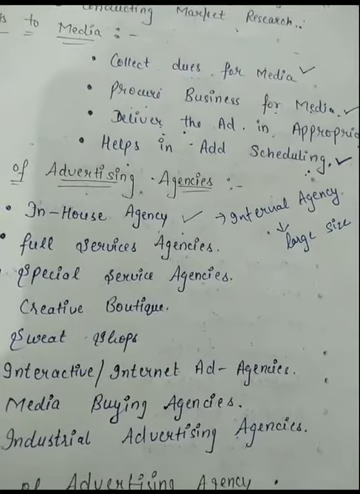 Conducting Market Research.
to Media :-
• Collect dues for Media ✓
• Procure Business for Media. ✓
• Deliver the Ad. in Appropria
• Helps in Add Scheduling. ✓
of Advertising Agencies :-
• In-House Agency ✓ → Internal Agency.
↓ large size
• full services Agencies.
Special service Agencies.
Creative Boutique.
Sweat Shops
Interactive/Internet Ad-Agencies.
Media Buying Agencies.
Industrial Advertising Agencies.
of Advertising Agency.